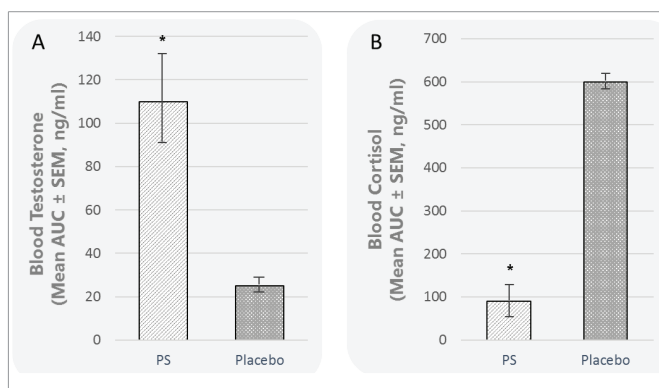 A
Blood Testosterone
(Mean AUC ± SEM, ng/ml)
140
120
100
80
60
40
20
0
*
PS
Placebo
B
Blood Cortisol
(Mean AUC ± SEM, ng/ml)
700
600
500
400
300
200
100
0
*
PS
Placebo